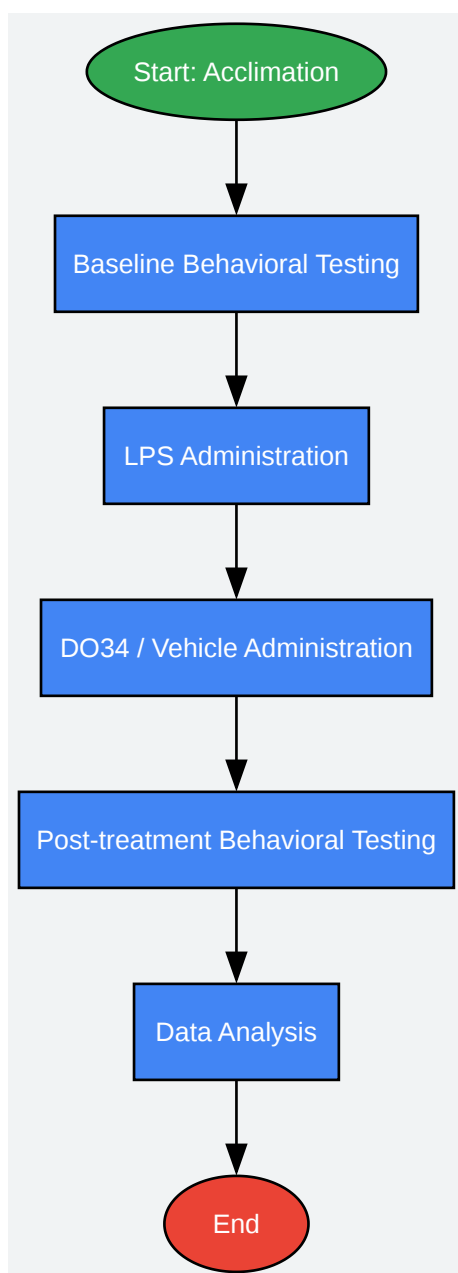 Start: Acclimation
Baseline Behavioral Testing
LPS Administration
DO34 / Vehicle Administration
Post-treatment Behavioral Testing
Data Analysis
End